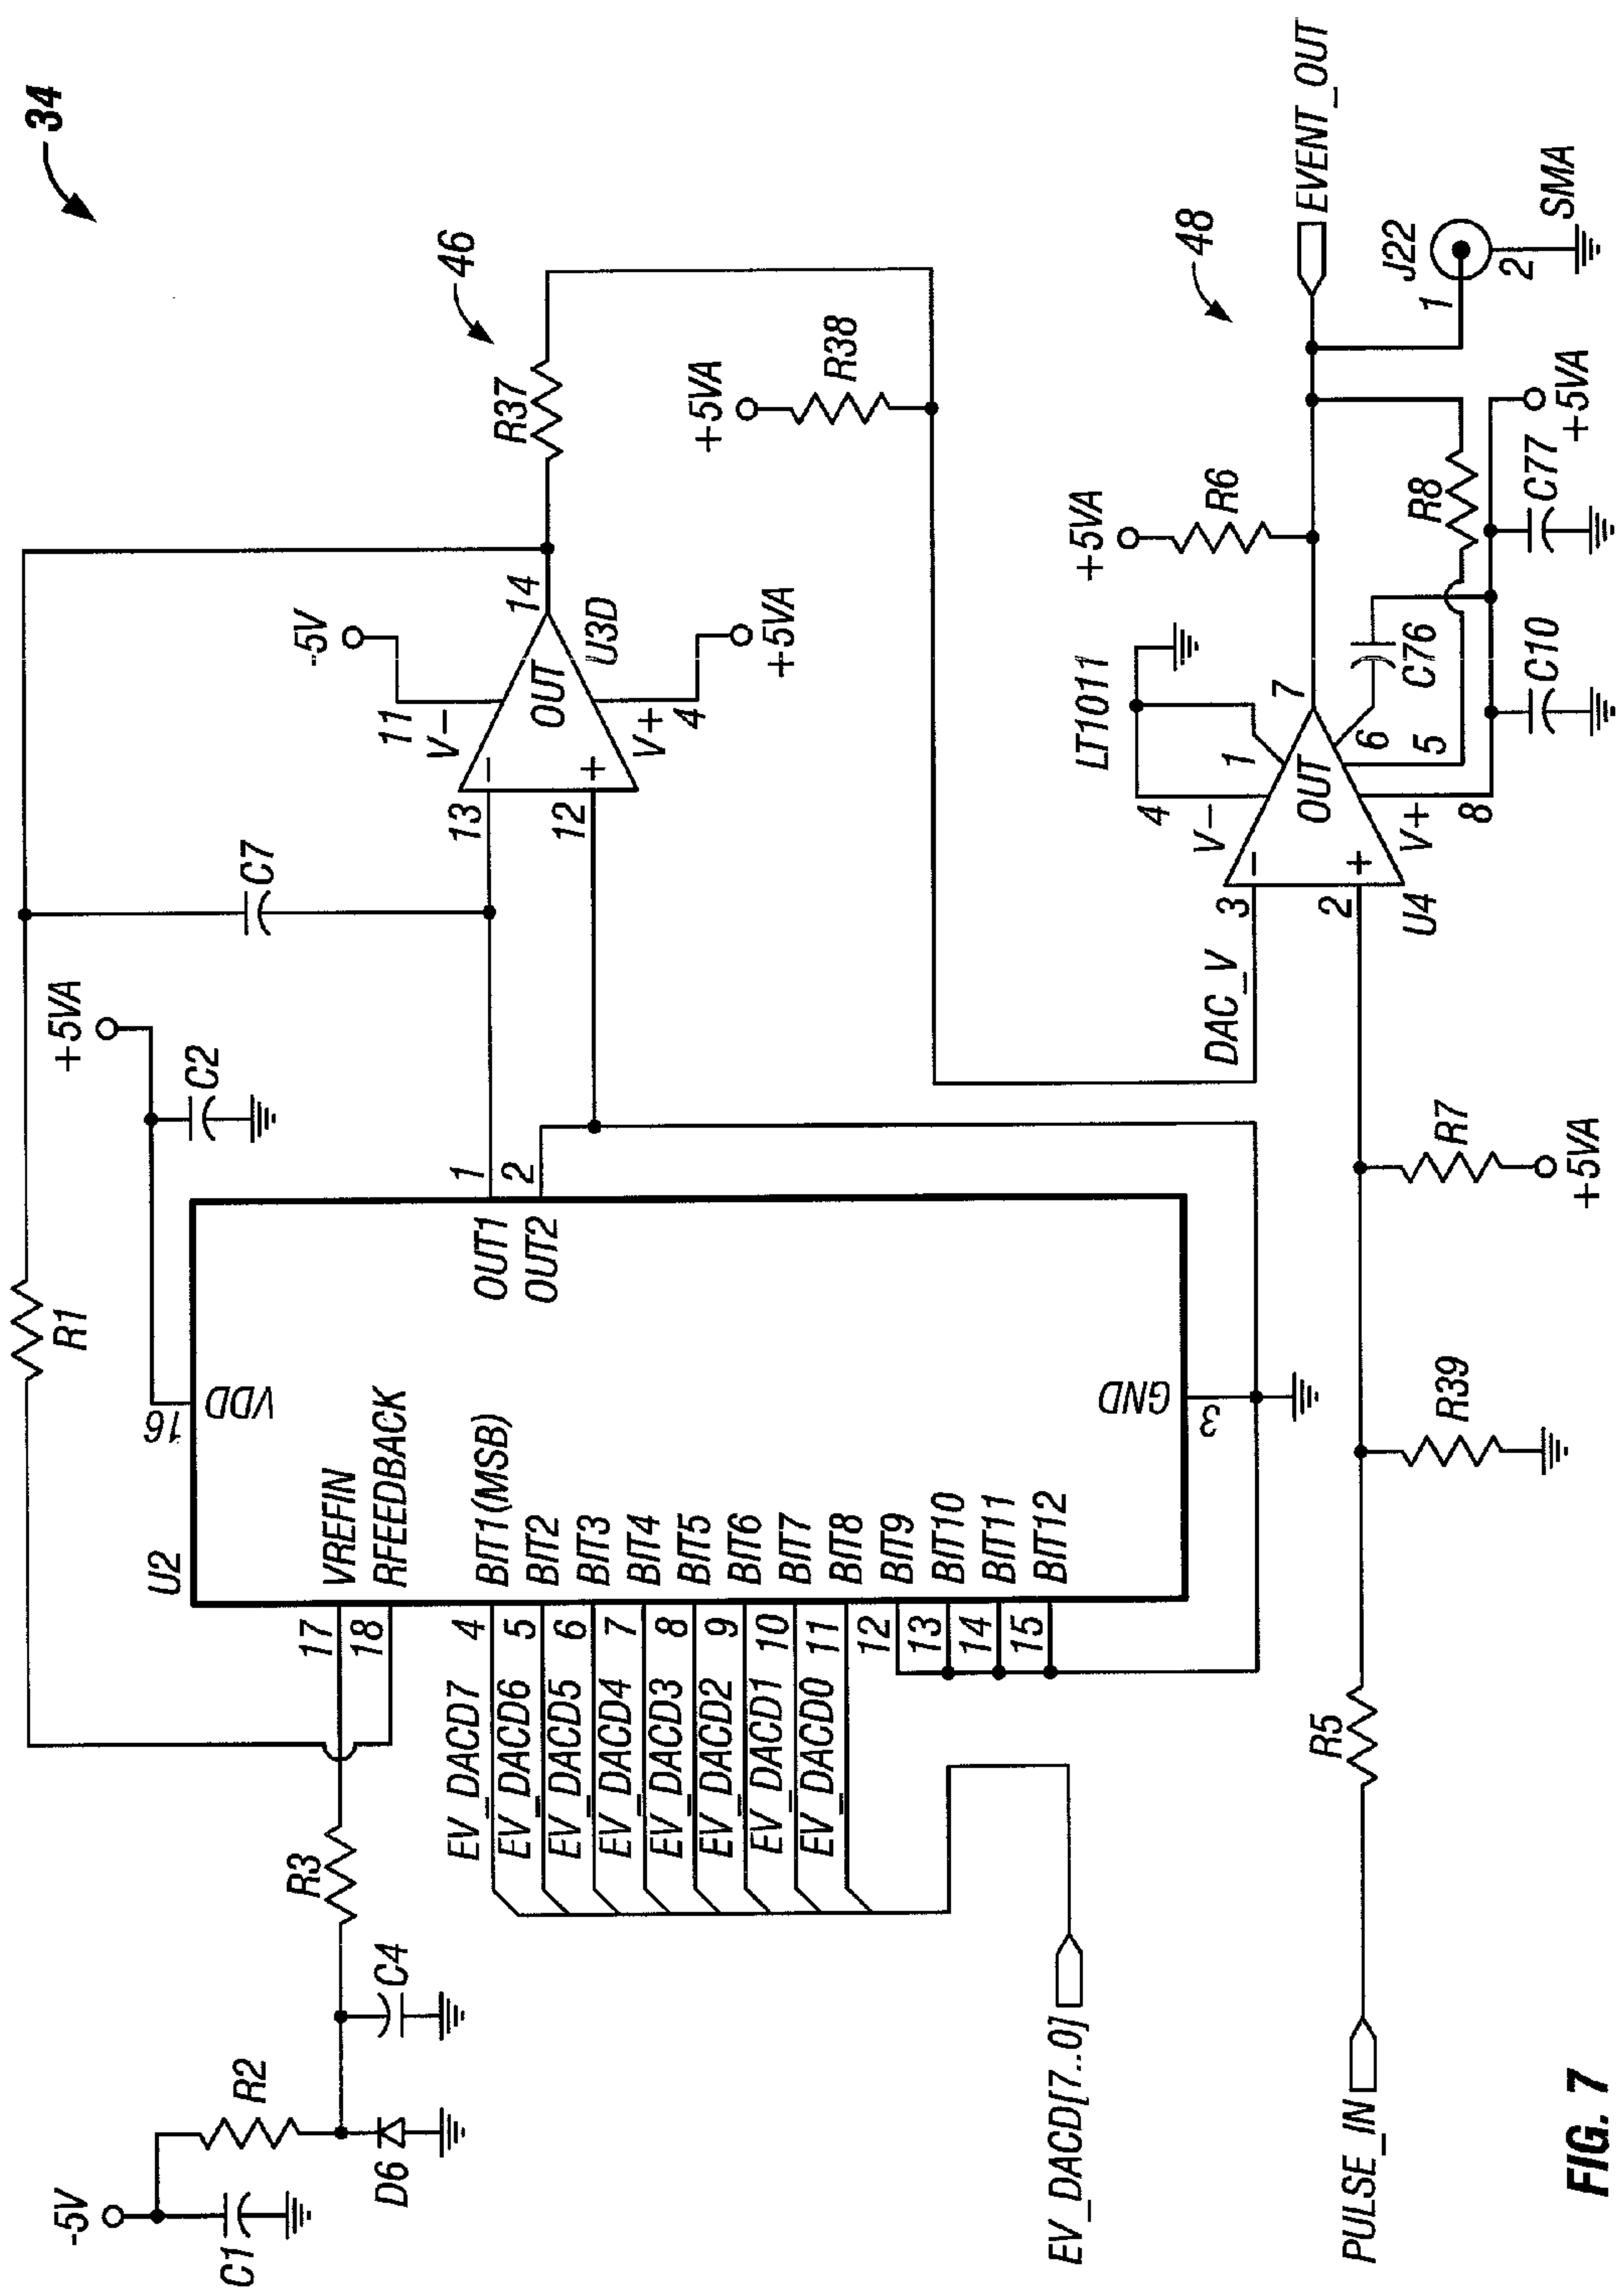 34
-5V
C1
R2
D6
C4
R3
R1
+5VA
C2
C7
U2
16
VDD
17
VREFIN
18
RFEEDBACK
EV_DACD7
4
BIT1(MSB)
EV_DACD6
5
BIT2
EV_DACD5
6
BIT3
EV_DACD4
7
BIT4
EV_DACD3
8
BIT5
EV_DACD2
9
BIT6
EV_DACD1
10
BIT7
EV_DACD0
11
BIT8
12
BIT9
13
BIT10
14
BIT11
15
BIT12
OUT1
1
OUT2
2
GND
3
EV_DACD[7..0]
-5V
11
V-
13
-
12
+
OUT
14
U3D
V+
4
+5VA
R37
46
+5VA
R38
DAC_V
3
-
2
+
U4
OUT
LT1011
4
V-
1
7
6
5
V+
8
C76
C10
C77
+5VA
R8
+5VA
R6
48
EVENT_OUT
J22
1
2
SMA
PULSE_IN
R5
R39
R7
+5VA
FIG. 7